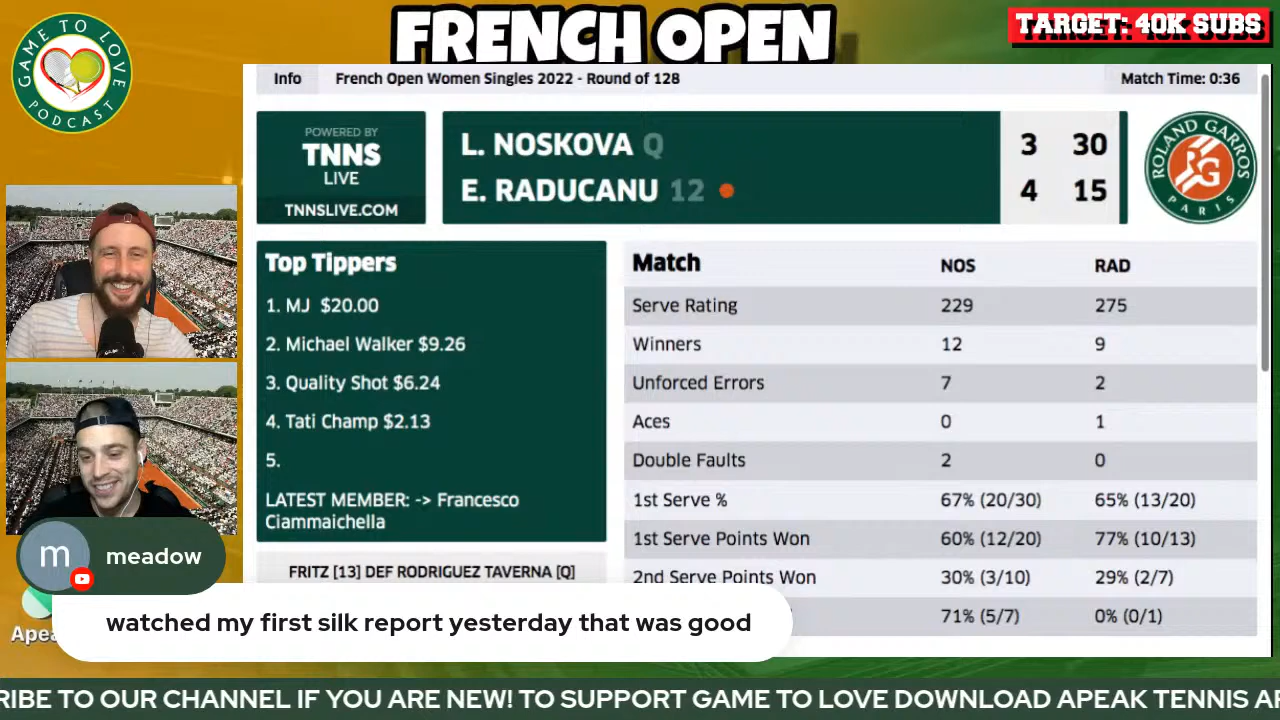 FRENCH OPEN
TARGET: 40K SUBS
GAME TO LOVE
PODCAST
Info French Open Women Singles 2022 - Round of 128 Match Time: 0:36
POWERED BY
TNNS
LIVE
TNNSLIVE.COM
L. NOSKOVA Q 3 30
E. RADUCANU 12 4 15
ROLAND GARROS
RG
PARIS
Top Tippers
1. MJ $20.00
2. Michael Walker $9.26
3. Quality Shot $6.24
4. Tati Champ $2.13
5.
LATEST MEMBER: -> Francesco
Ciammaichella
FRITZ [13] DEF RODRIGUEZ TAVERNA [Q]
Match NOS RAD
Serve Rating 229 275
Winners 12 9
Unforced Errors 7 2
Aces 0 1
Double Faults 2 0
1st Serve % 67% (20/30) 65% (13/20)
1st Serve Points Won 60% (12/20) 77% (10/13)
2nd Serve Points Won 30% (3/10) 29% (2/7)
71% (5/7) 0% (0/1)
m
meadow
watched my first silk report yesterday that was good
Apea
RIBE TO OUR CHANNEL IF YOU ARE NEW! TO SUPPORT GAME TO LOVE DOWNLOAD APEAK TENNIS A